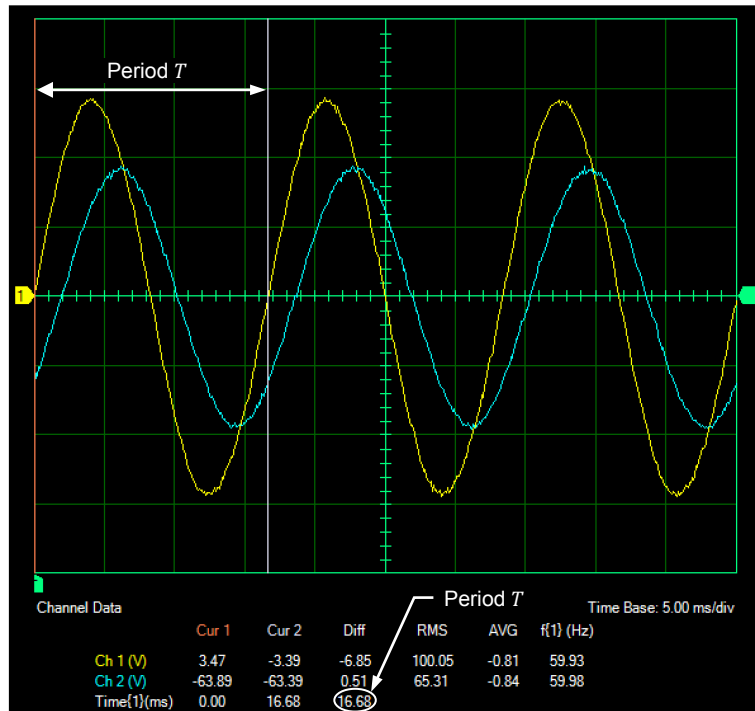 Period T
1
Period T
Channel Data
Time Base: 5.00 ms/div
Cur 1 Cur 2 Diff RMS AVG f{1} (Hz)
Ch 1 (V) 3.47 -3.39 -6.85 100.05 -0.81 59.93
Ch 2 (V) -63.89 -63.39 0.51 65.31 -0.84 59.98
Time{1}(ms) 0.00 16.68 16.68